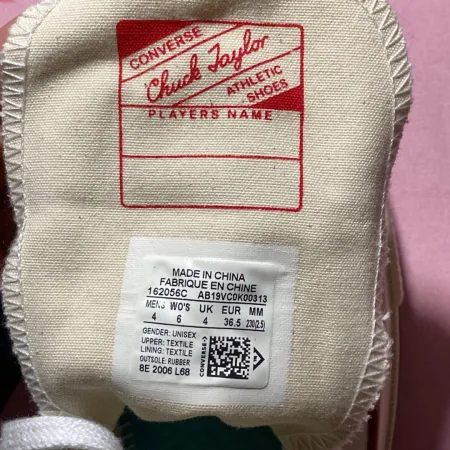 CONVERSE
Chuck Taylor
ATHLETIC
SHOES
PLAYERS NAME
MADE IN CHINA
FABRIQUE EN CHINE
162056C AB19VC0K00313
MENS WO'S UK EUR MM
4 6 4 36.5 230(2.5)
GENDER: UNISEX
UPPER: TEXTILE
LINING: TEXTILE
OUTSOLE: RUBBER
8E 2006 L68
CONVERSE